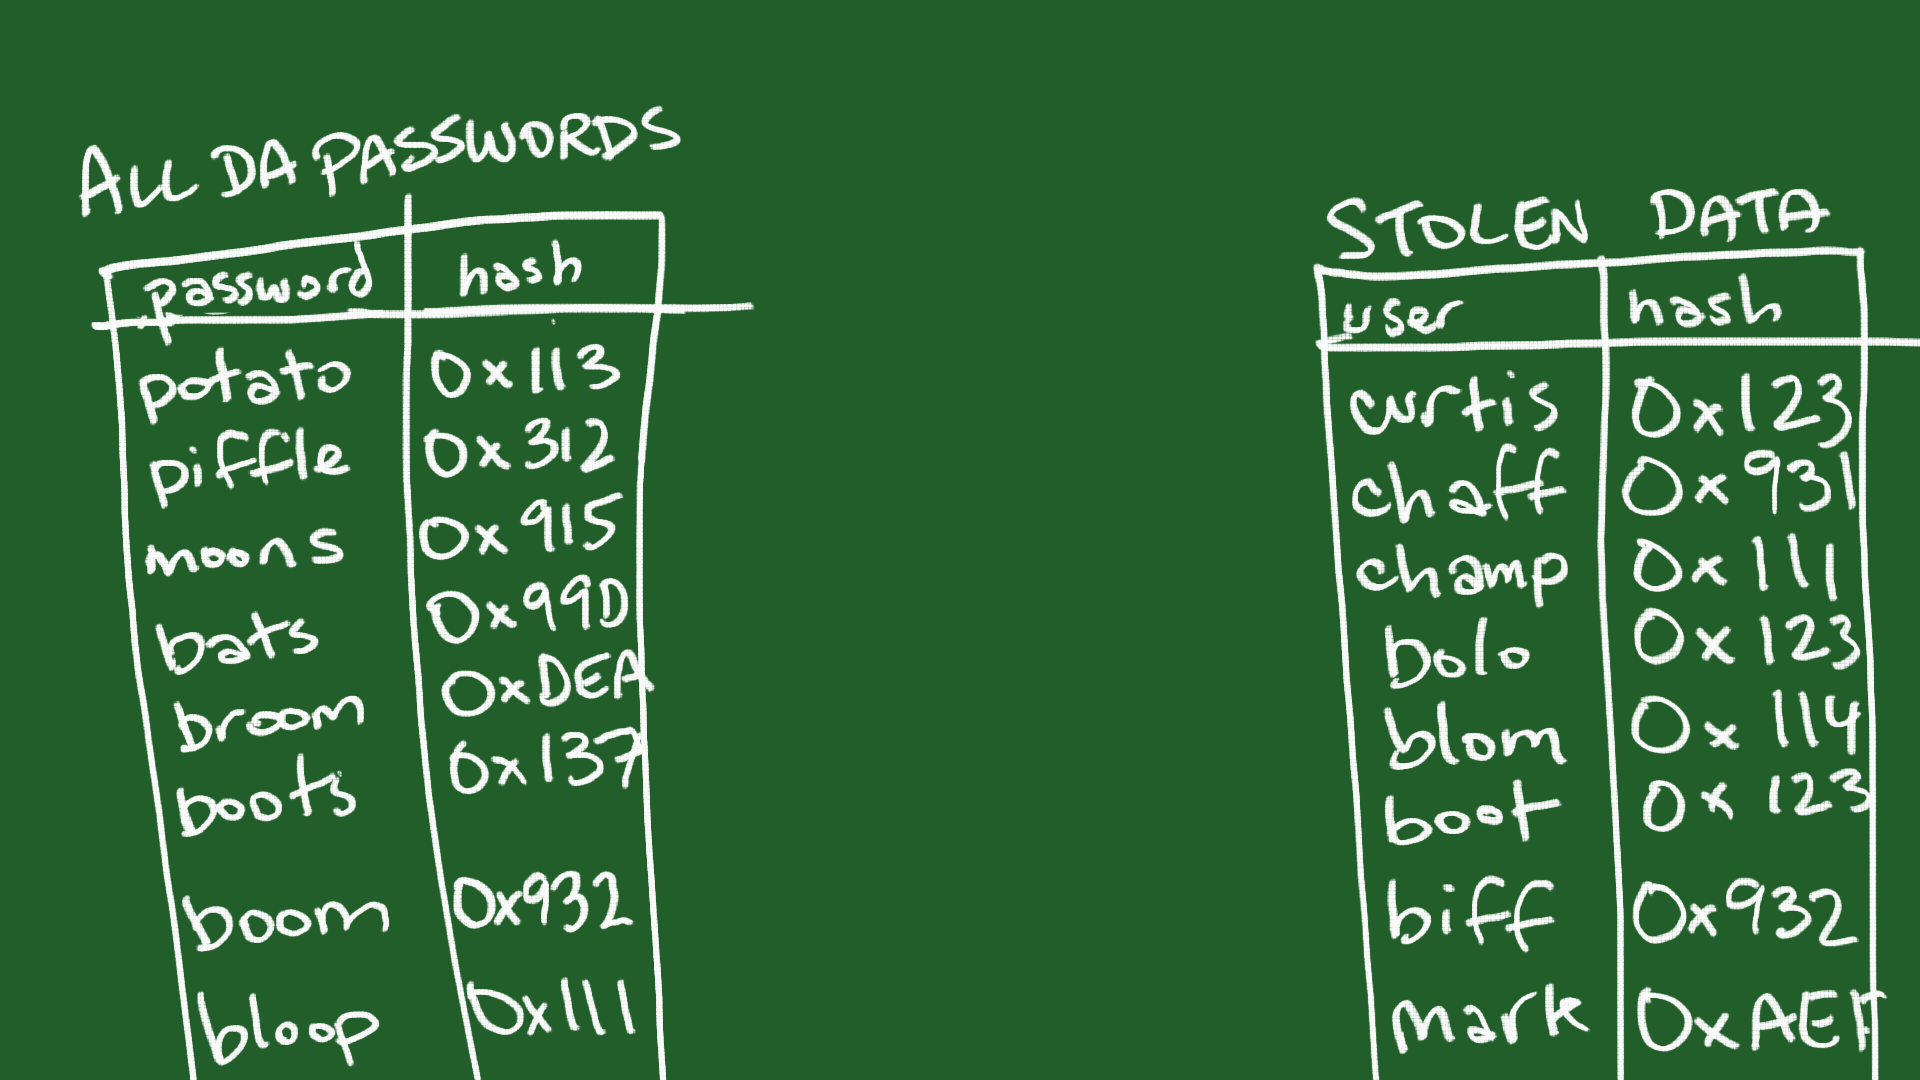 ALL DA PASSWORDS
password hash
potato 0x113
piffle 0x312
moons 0x915
bats 0x99D
broom 0xDEA
boots 0x137
boom 0x932
bloop 0x111
STOLEN DATA
user hash
curtis 0x123
chaff 0x931
champ 0x111
bolo 0x123
blom 0x114
boot 0x123
biff 0x932
mark 0xAEF